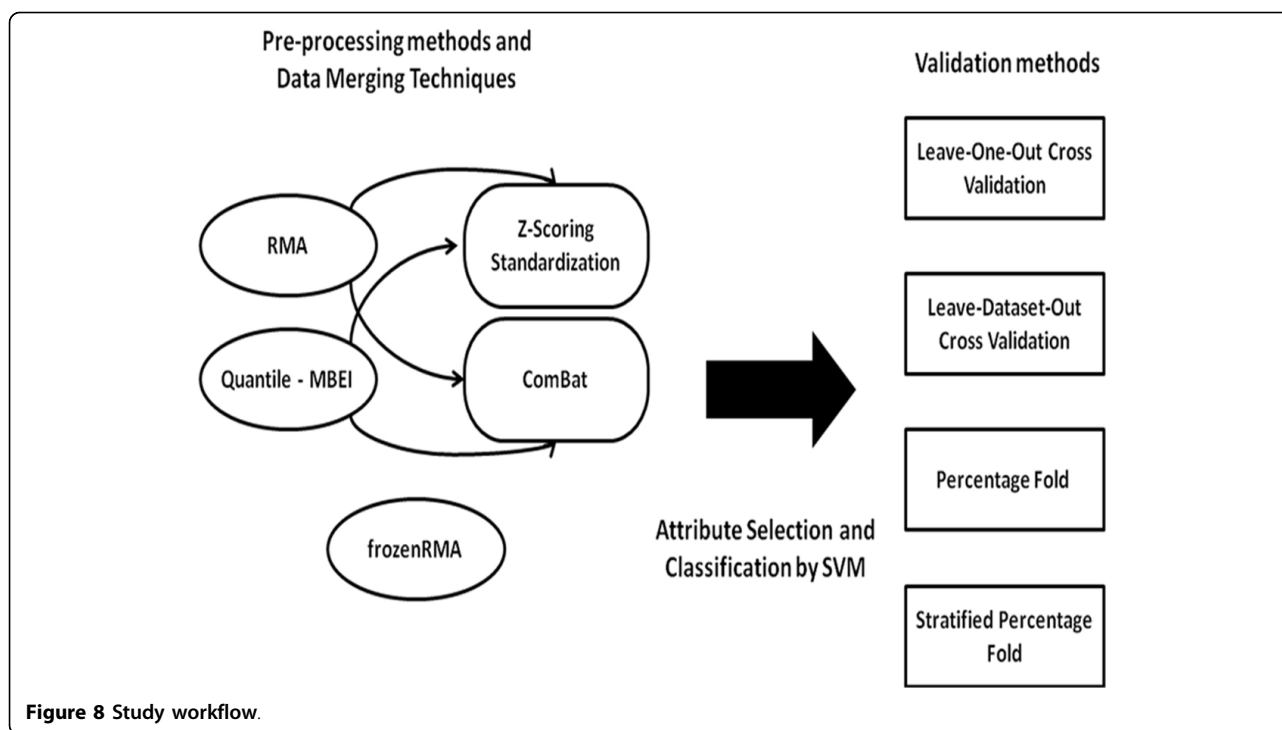 Pre-processing methods and
Data Merging Techniques
RMA
Quantile - MBEI
frozenRMA
Z-Scoring
Standardization
ComBat
Attribute Selection and
Classification by SVM
Validation methods
Leave-One-Out Cross
Validation
Leave-Dataset-Out
Cross Validation
Percentage Fold
Stratified Percentage
Fold
Figure 8 Study workflow.